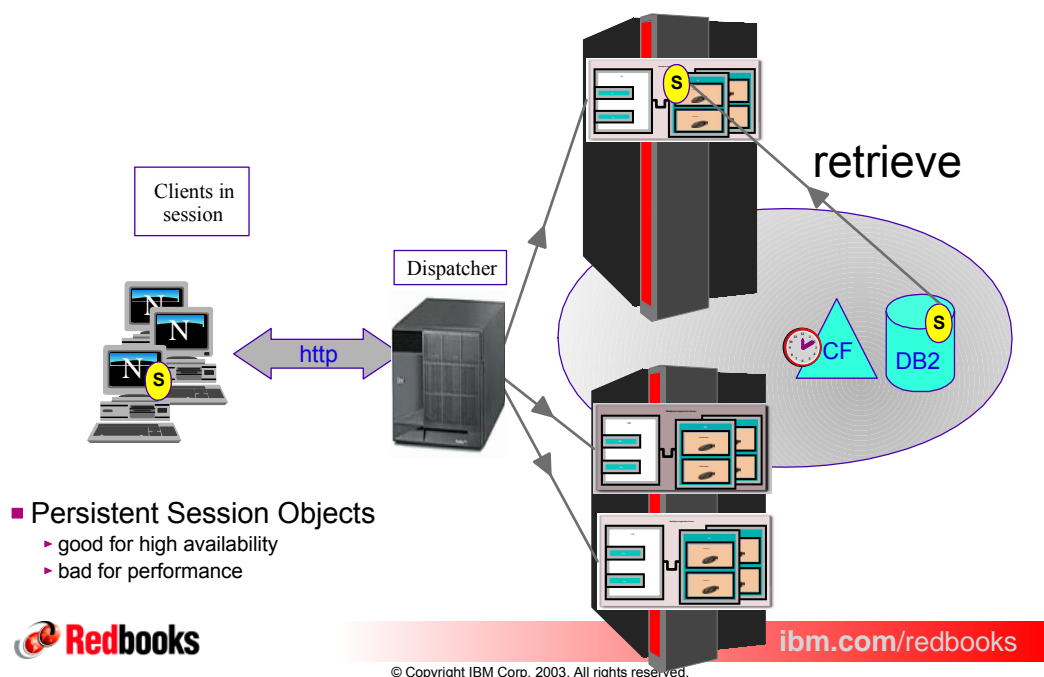 Clients in
session
Dispatcher
http
N
N
N
S
S
retrieve
CF
DB2
S
Persistent Session Objects
good for high availability
bad for performance
Redbooks
ibm.com/redbooks
© Copyright IBM Corp. 2003. All rights reserved.